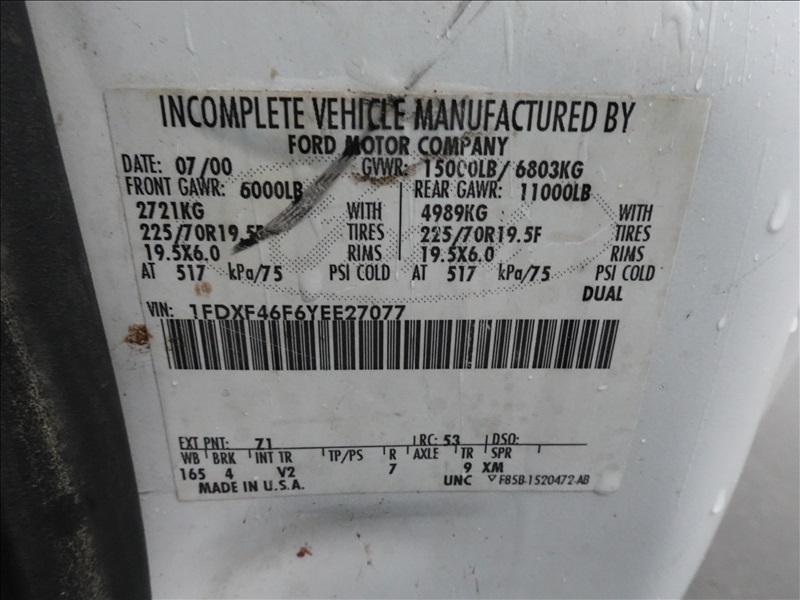 INCOMPLETE VEHICLE MANUFACTURED BY
FORD MOTOR COMPANY
DATE: 07/00 GVWR: 15000LB/ 6803KG
FRONT GAWR: 6000LB REAR GAWR: 11000LB
2721KG WITH 4989KG WITH
225/70R19.5F TIRES 225/70R19.5F TIRES
19.5X6.0 RIMS 19.5X6.0 RIMS
AT 517 kPa/75 PSI COLD AT 517 kPa/75 PSI COLD
DUAL
VIN: 1FDXF46F6YEE27077
EXT PNT: Z1 RC: 53 DSO:
WB BRK INT TR TP/PS R AXLE TR SPR
165 4 V2 7 9 XM
MADE IN U.S.A. UNC F85B-1520472-AB